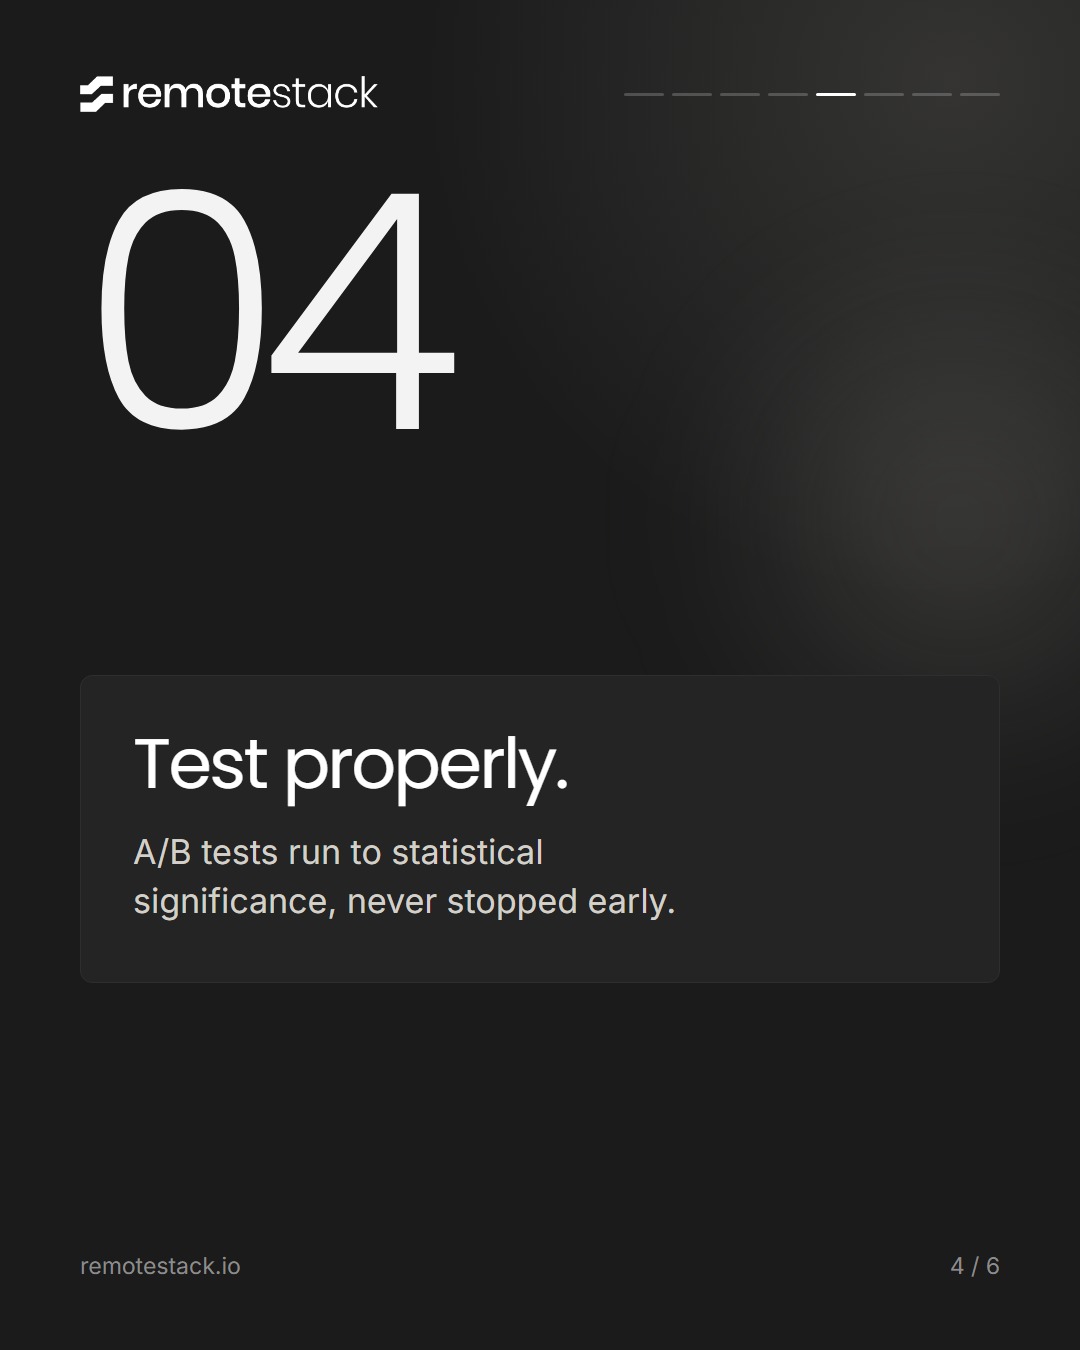 remotestack
04
Test properly.
A/B tests run to statistical
significance, never stopped early.
remotestack.io
4 / 6